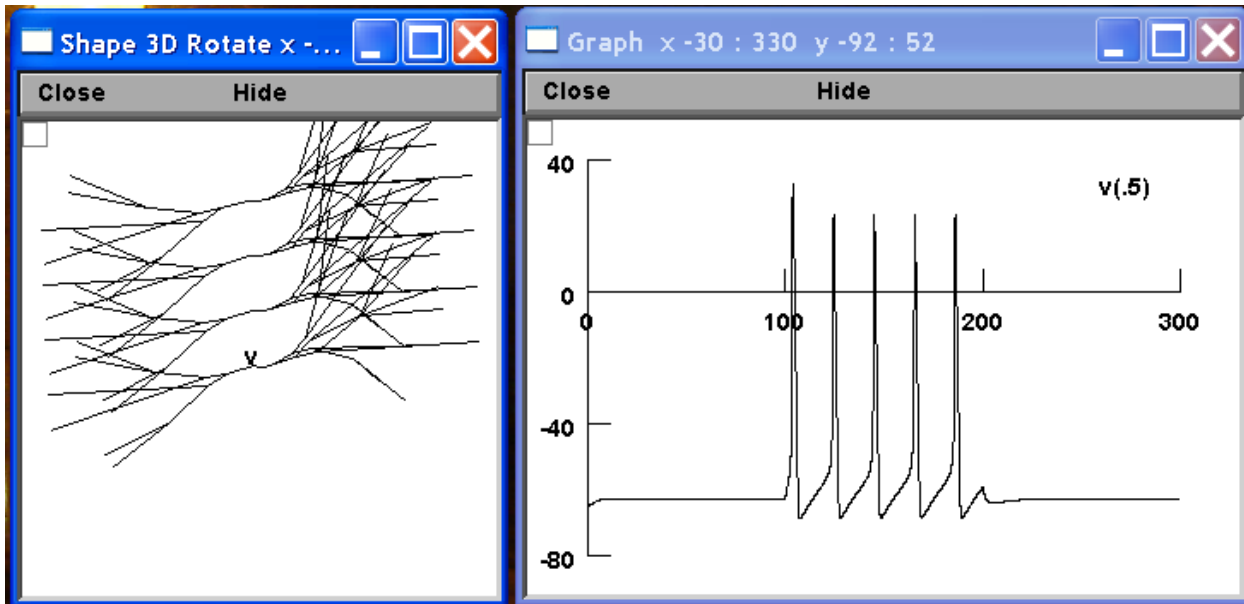 Shape 3D Rotate x -...
Close Hide
v
Graph x -30 : 330 y -92 : 52
Close Hide
40
v(.5)
0
0 100 200 300
-40
-80